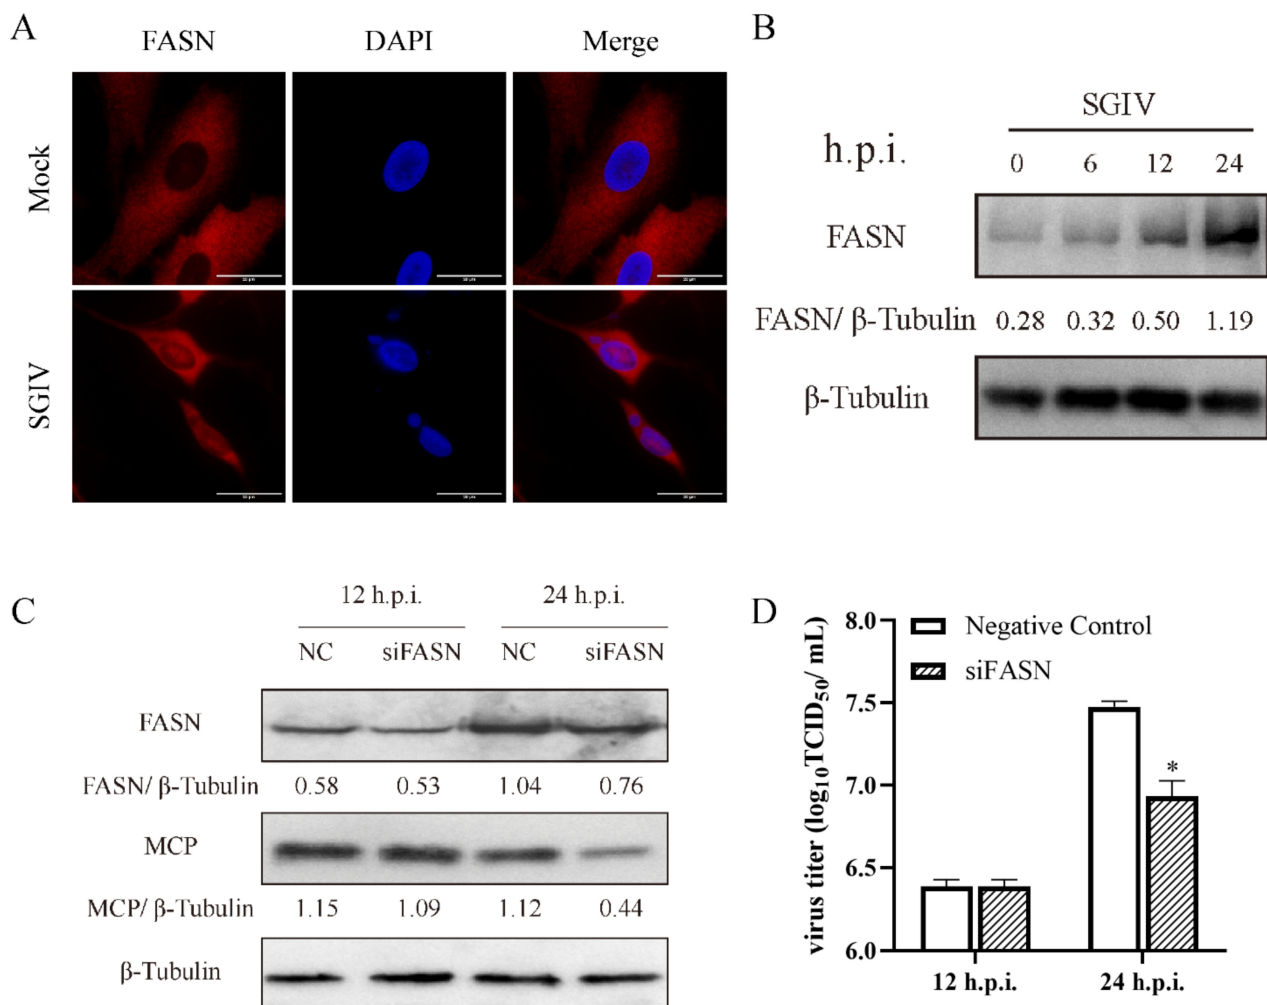 A
FASN DAPI Merge
Mock
SGIV
B
SGIV
h.p.i. 0 6 12 24
FASN
FASN/ β-Tubulin 0.28 0.32 0.50 1.19
β-Tubulin
C
12 h.p.i. 24 h.p.i.
NC siFASN NC siFASN
FASN
FASN/ β-Tubulin 0.58 0.53 1.04 0.76
MCP
MCP/ β-Tubulin 1.15 1.09 1.12 0.44
β-Tubulin
D
virus titer (log₁₀TCID₅₀/ mL)
8.0
7.5
7.0
6.5
6.0
Negative Control
siFASN
*
12 h.p.i. 24 h.p.i.